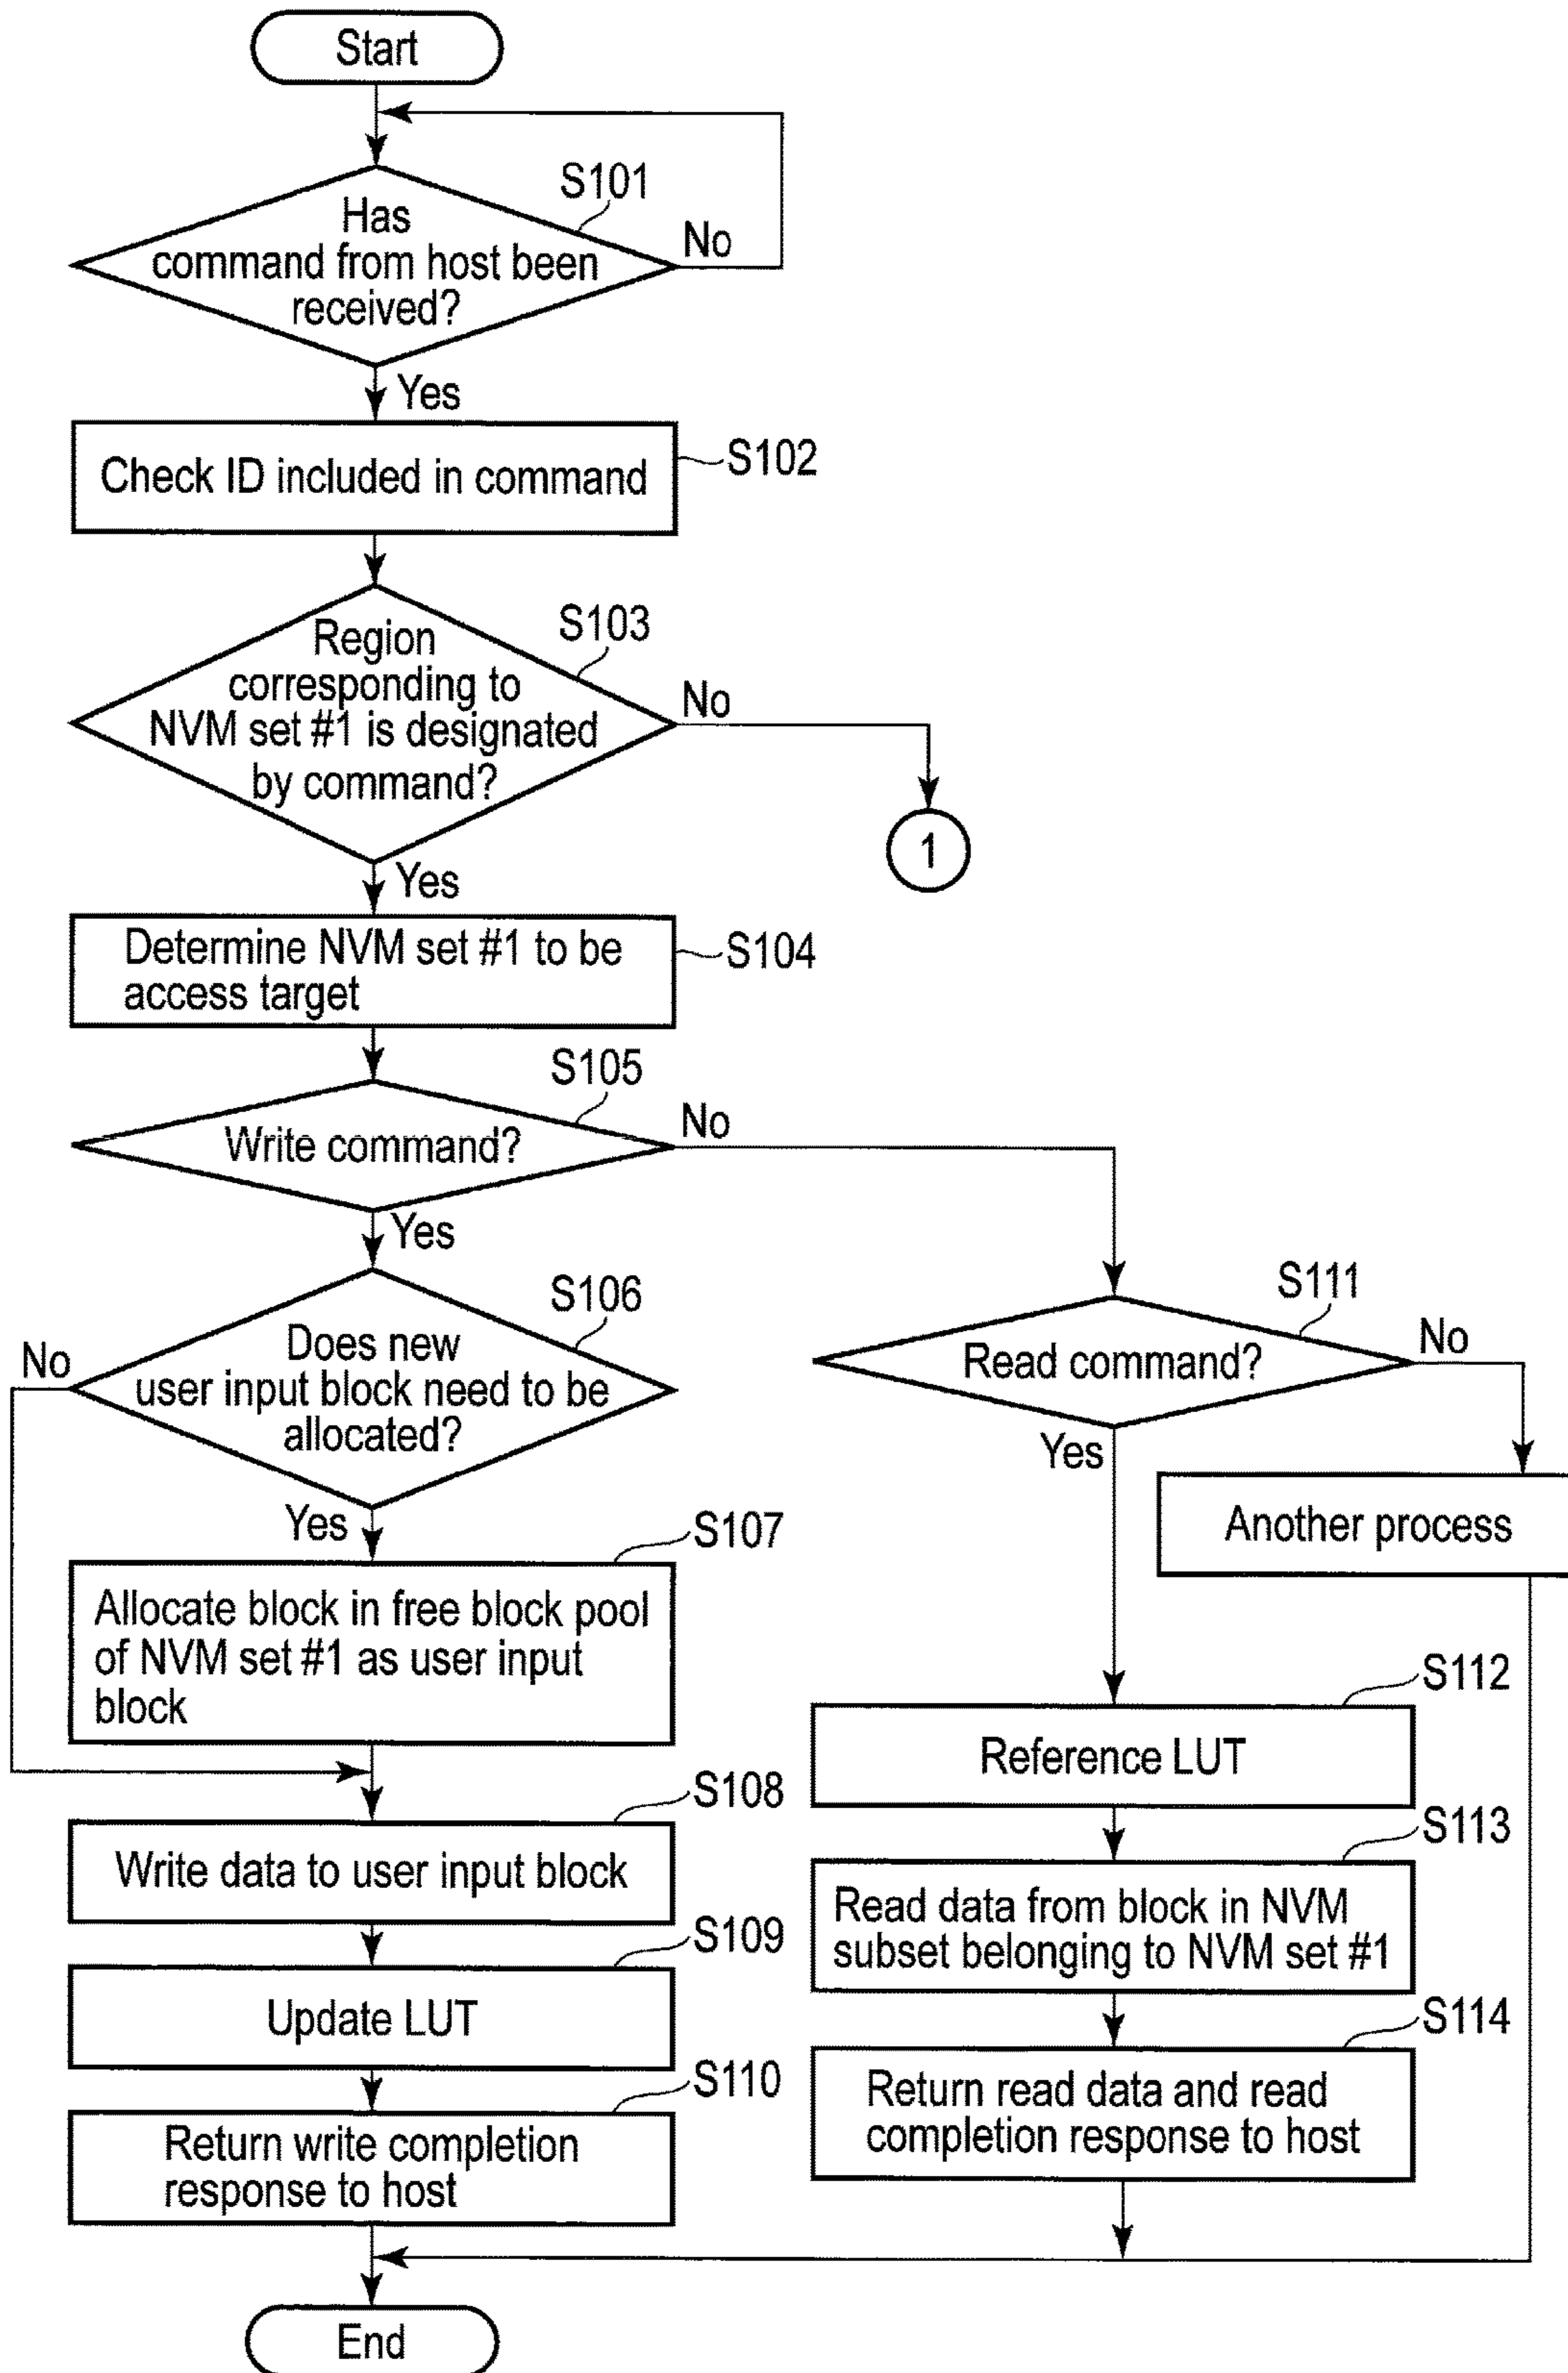 Start
S101
Has
command from host been
received?
No
Yes
Check ID included in command
S102
S103
Region
corresponding to
NVM set #1 is designated
by command?
No
1
Yes
Determine NVM set #1 to be
access target
S104
S105
Write command?
No
Yes
S106
Does new
user input block need to be
allocated?
No
Yes
S107
Allocate block in free block pool
of NVM set #1 as user input
block
S108
Write data to user input block
S109
Update LUT
S110
Return write completion
response to host
S111
Read command?
No
Yes
Another process
S112
Reference LUT
S113
Read data from block in NVM
subset belonging to NVM set #1
S114
Return read data and read
completion response to host
End